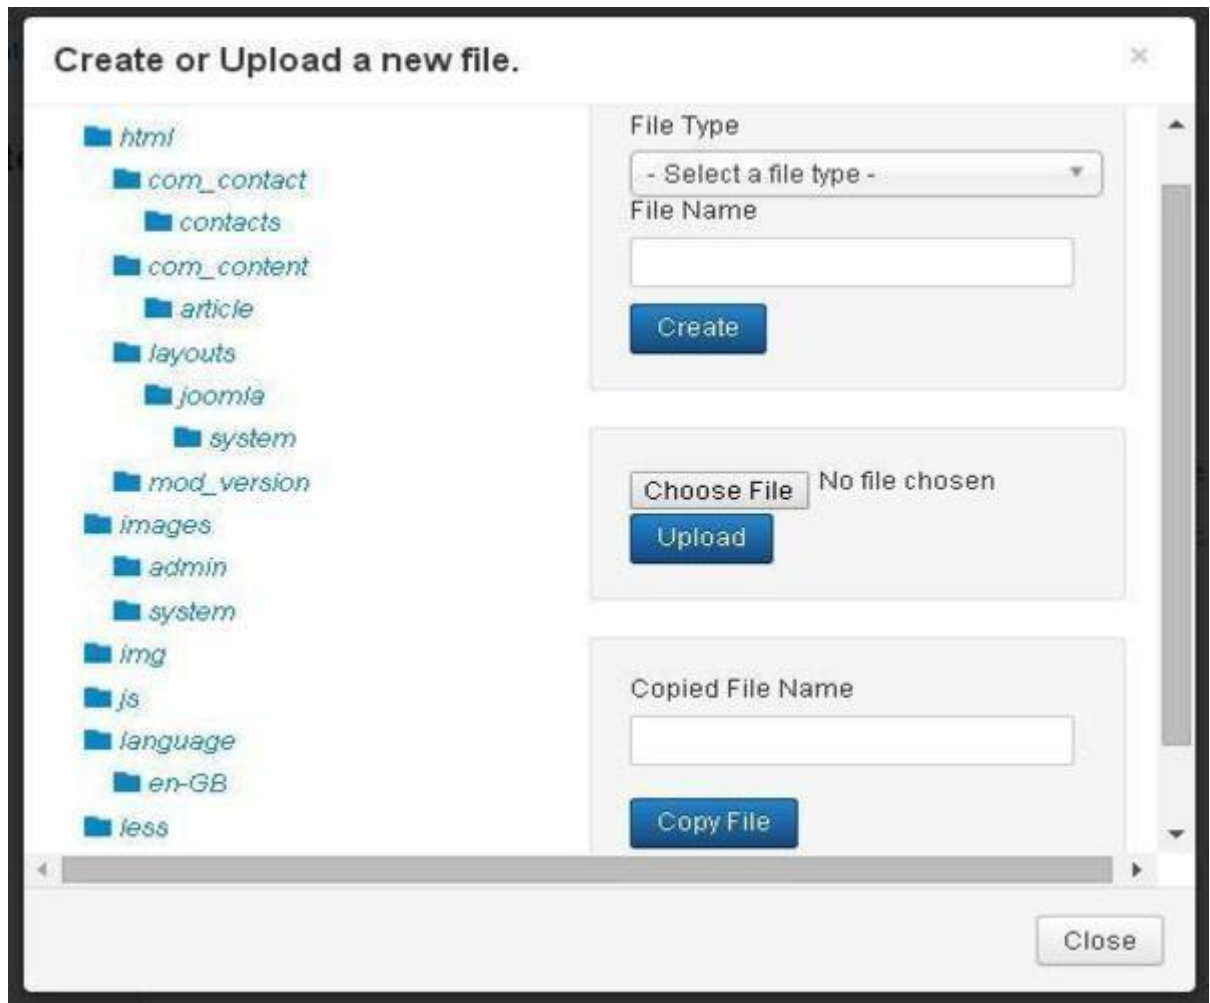 Create or Upload a new file.
×
html
com_contact
contacts
com_content
article
layouts
joomla
system
mod_version
images
admin
system
img
js
language
en-GB
less
File Type
- Select a file type -
File Name
Create
Choose File No file chosen
Upload
Copied File Name
Copy File
Close